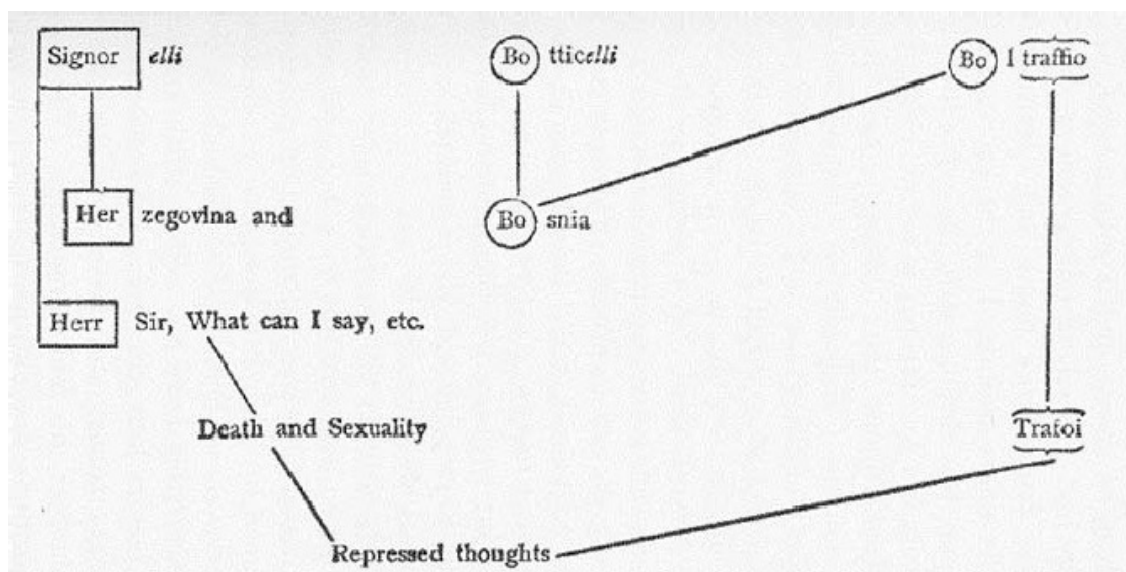 Signor elli Bo tticelli Bo l traffio
Her zegovina and Bo snia
Herr Sir, What can I say, etc.
Death and Sexuality Trafoi
Repressed thoughts